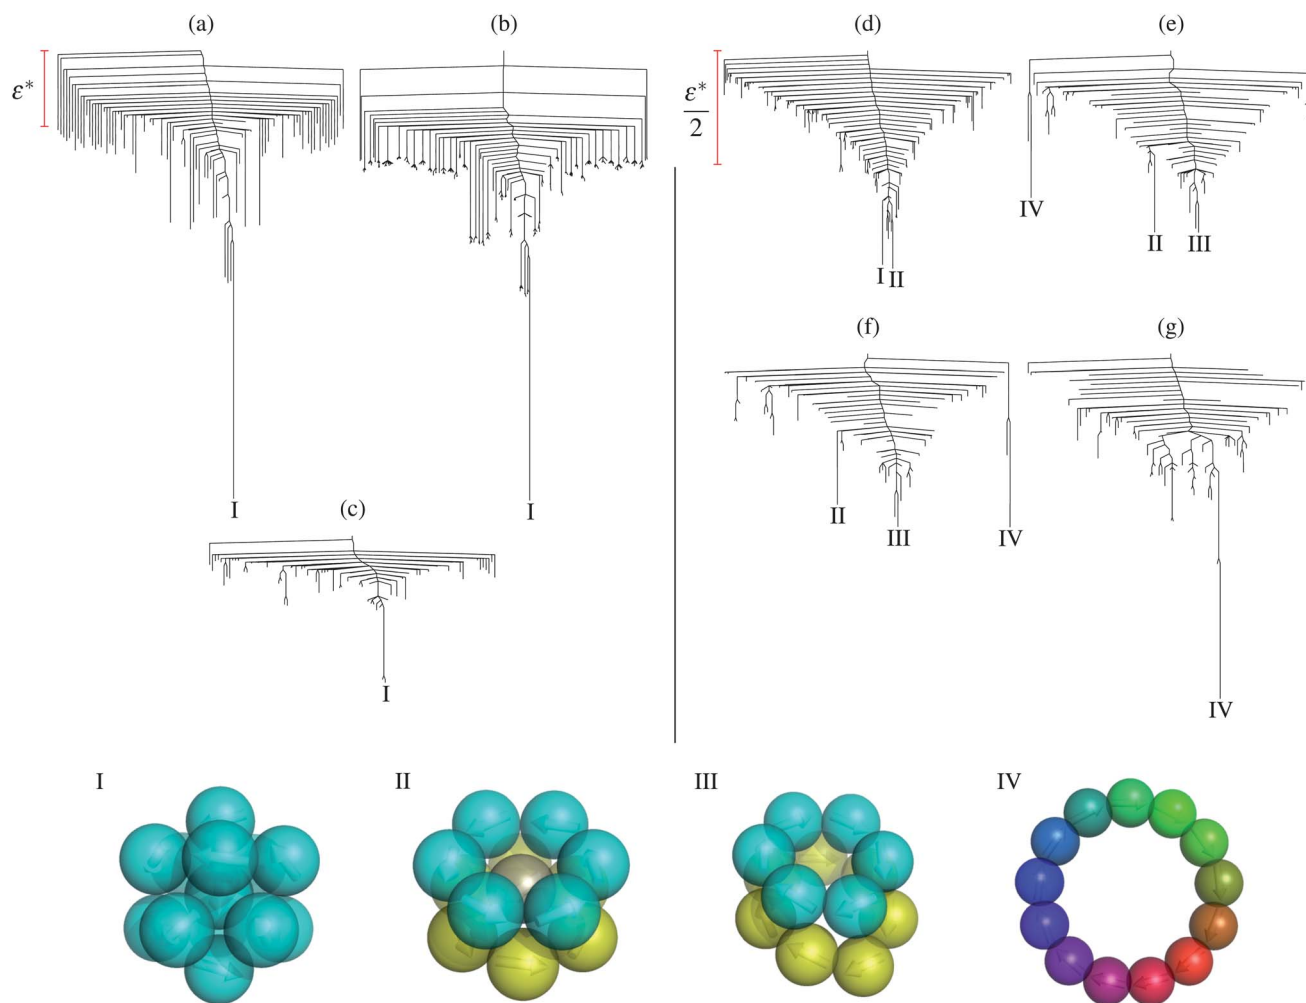 (a) (b) (d) (e)
ε*
ε*/2
IV II III
I II
(f) (g)
I (c) I
II III IV
I
IV
I II III IV